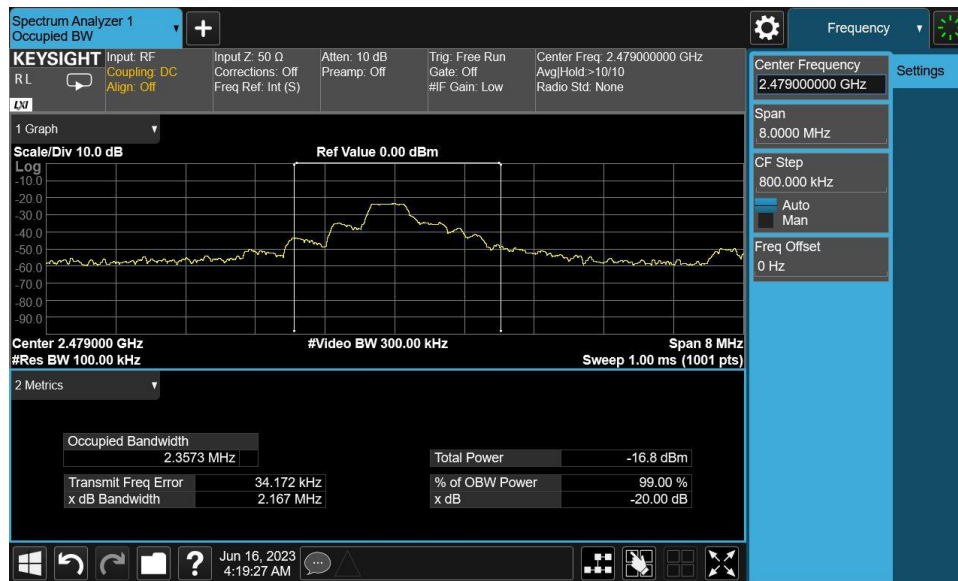 Spectrum Analyzer 1
Occupied BW
+
Frequency
KEYSIGHT
R L
LXI
Input: RF
Coupling: DC
Align: Off
Input Z: 50 Ω
Corrections: Off
Freq Ref: Int (S)
Atten: 10 dB
Preamp: Off
Trig: Free Run
Gate: Off
#IF Gain: Low
Center Freq: 2.479000000 GHz
Avg|Hold:>10/10
Radio Std: None
Center Frequency
2.479000000 GHz
Settings
Span
8.0000 MHz
CF Step
800.000 kHz
Auto
Man
Freq Offset
0 Hz
1 Graph
Scale/Div 10.0 dB
Ref Value 0.00 dBm
Log
-10.0
-20.0
-30.0
-40.0
-50.0
-60.0
-70.0
-80.0
-90.0
Center 2.479000 GHz
#Video BW 300.00 kHz
Span 8 MHz
#Res BW 100.00 kHz
Sweep 1.00 ms (1001 pts)
2 Metrics
Occupied Bandwidth
2.3573 MHz
Total Power -16.8 dBm
Transmit Freq Error 34.172 kHz
% of OBW Power 99.00 %
x dB Bandwidth 2.167 MHz
x dB -20.00 dB
?
Jun 16, 2023
4:19:27 AM